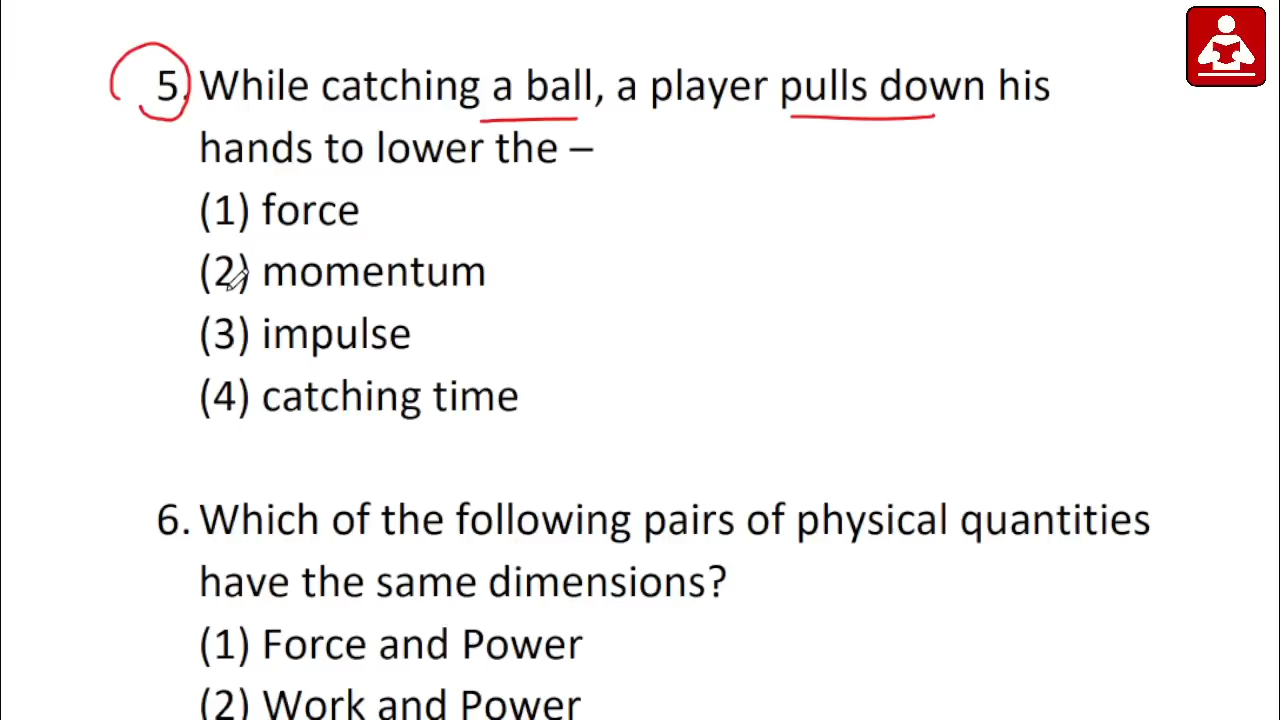 5. While catching a ball, a player pulls down his
hands to lower the –
(1) force
(2) momentum
(3) impulse
(4) catching time
6. Which of the following pairs of physical quantities
have the same dimensions?
(1) Force and Power
(2) Work and Power